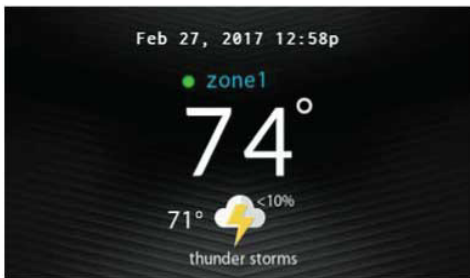 Feb 27, 2017 12:58p
zone1
74°
71° <10%
thunder storms